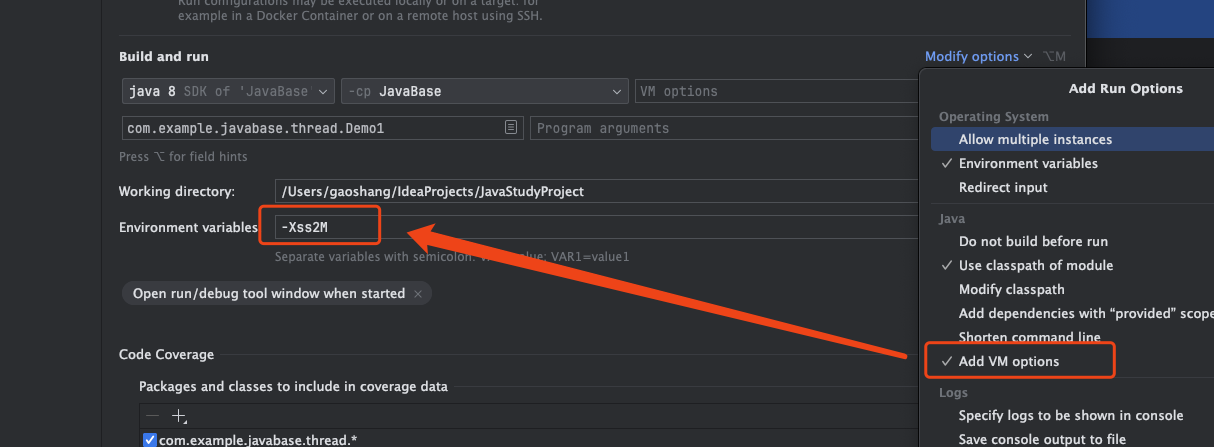 Run configurations may be executed locally or on a target: for
example in a Docker Container or on a remote host using SSH.
Build and run
Modify options ⌥M
java 8 SDK of 'JavaBase'
-cp JavaBase
VM options
com.example.javabase.thread.Demo1
Program arguments
Press ⌥ for field hints
Working directory:
/Users/gaoshang/IdeaProjects/JavaStudyProject
Environment variables
-Xss2M
Separate variables with semicolon: VAR1=value1
Open run/debug tool window when started ×
Code Coverage
Packages and classes to include in coverage data
com.example.javabase.thread.*
Add Run Options
Operating System
Allow multiple instances
Environment variables
Redirect input
Java
Do not build before run
Use classpath of module
Modify classpath
Add dependencies with “provided” scope
Shorten command line
Add VM options
Logs
Specify logs to be shown in console
Save console output to file